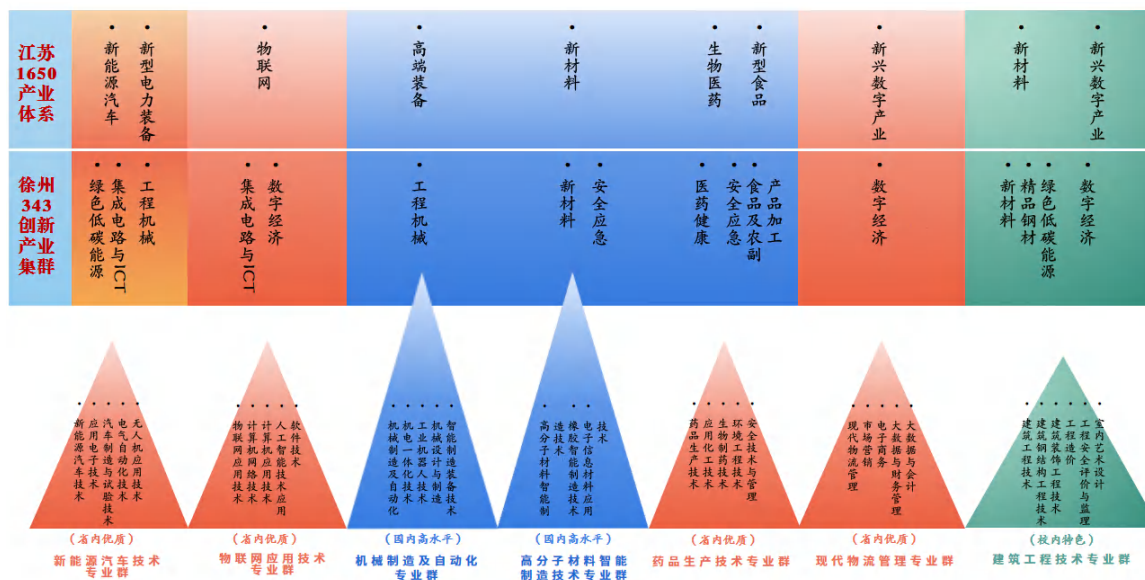 江苏
1650
产业
体系
• 新能源汽车
• 新型电力装备
• 物联网
• 高端装备
• 新材料
• 生物医药
• 新型食品
• 新兴数字产业
• 新材料
• 新兴数字产业
徐州
343
创新
产业
集群
• 绿色低碳能源
• 集成电路与ICT
• 工程机械
• 集成电路与ICT
• 数字经济
• 工程机械
• 新材料
• 安全应急
• 医药健康
• 安全应急
• 食品及农副
产品加工
• 数字经济
• 新材料
• 精品钢材
• 绿色低碳能源
• 数字经济
• 新能源汽车技术
• 应用电子技术
• 汽车制造与试验技术
• 电气自动化技术
• 无人机应用技术
（省内优质）
新能源汽车技术
专业群
• 物联网应用技术
• 计算机网络技术
• 计算机应用技术
• 人工智能技术应用
• 软件技术
（省内优质）
物联网应用技术
专业群
• 机械制造及自动化
• 机电一体化技术
• 工业机器人技术
• 机械设计与制造
• 智能制造装备技术
（国内高水平）
机械制造及自动化
专业群
• 高分子材料智能制
造技术
• 橡胶智能制造技术
• 电子信息材料应用
技术
（国内高水平）
高分子材料智能
制造技术专业群
• 药品生产技术
• 应用化工技术
• 生物制药技术
• 环境工程技术
• 安全技术与管理
（省内优质）
药品生产技术专业群
• 现代物流管理
• 市场营销
• 电子商务
• 大数据与财务管理
• 大数据与会计
（省内优质）
现代物流管理专业群
• 建筑工程技术
• 建筑钢结构工程技术
• 建筑装饰工程技术
• 工程造价
• 工程安全评价与监理
• 室内艺术设计
（校内特色）
建筑工程技术专业群